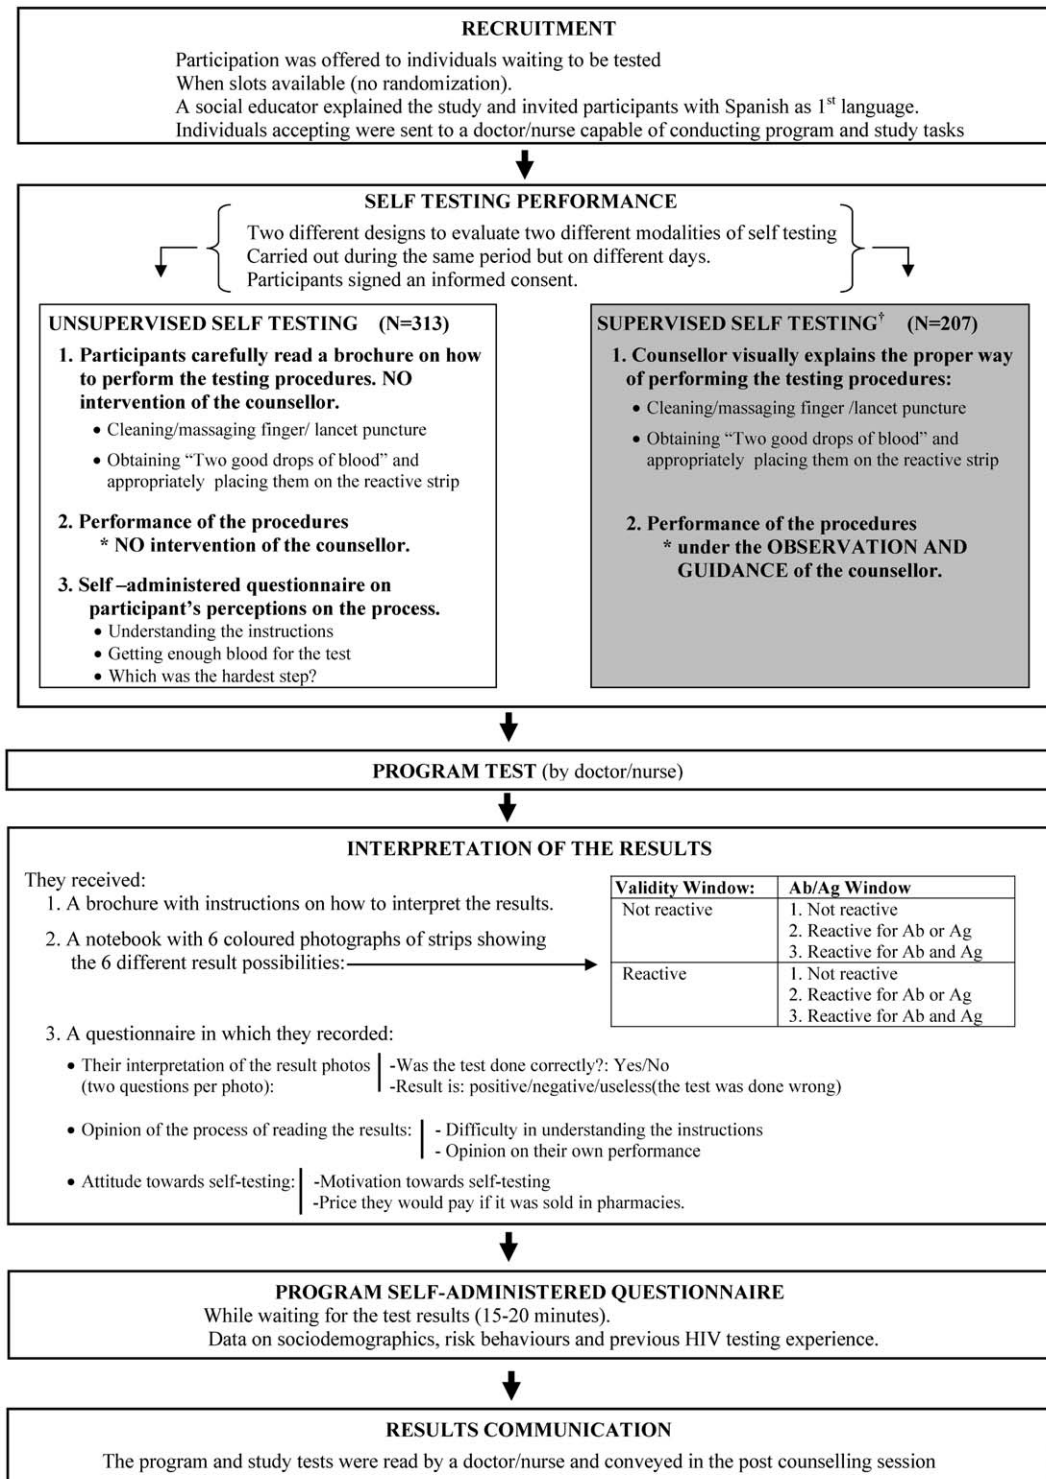 RECRUITMENT
Participation was offered to individuals waiting to be tested
When slots available (no randomization).
A social educator explained the study and invited participants with Spanish as 1st language.
Individuals accepting were sent to a doctor/nurse capable of conducting program and study tasks
SELF TESTING PERFORMANCE
Two different designs to evaluate two different modalities of self testing
Carried out during the same period but on different days.
Participants signed an informed consent.
UNSUPERVISED SELF TESTING (N=313)
1. Participants carefully read a brochure on how
to perform the testing procedures. NO
intervention of the counsellor.
• Cleaning/massaging finger/ lancet puncture
• Obtaining “Two good drops of blood” and
appropriately placing them on the reactive strip
2. Performance of the procedures
* NO intervention of the counsellor.
3. Self –administered questionnaire on
participant’s perceptions on the process.
• Understanding the instructions
• Getting enough blood for the test
• Which was the hardest step?
SUPERVISED SELF TESTING† (N=207)
1. Counsellor visually explains the proper way
of performing the testing procedures:
• Cleaning/massaging finger /lancet puncture
• Obtaining “Two good drops of blood” and
appropriately placing them on the reactive strip
2. Performance of the procedures
* under the OBSERVATION AND
GUIDANCE of the counsellor.
PROGRAM TEST (by doctor/nurse)
INTERPRETATION OF THE RESULTS
They received:
1. A brochure with instructions on how to interpret the results.
2. A notebook with 6 coloured photographs of strips showing
the 6 different result possibilities:
Validity Window: Ab/Ag Window
Not reactive 1. Not reactive
2. Reactive for Ab or Ag
3. Reactive for Ab and Ag
Reactive 1. Not reactive
2. Reactive for Ab or Ag
3. Reactive for Ab and Ag
3. A questionnaire in which they recorded:
• Their interpretation of the result photos -Was the test done correctly?: Yes/No
(two questions per photo): -Result is: positive/negative/useless(the test was done wrong)
• Opinion of the process of reading the results: - Difficulty in understanding the instructions
- Opinion on their own performance
• Attitude towards self-testing: -Motivation towards self-testing
-Price they would pay if it was sold in pharmacies.
PROGRAM SELF-ADMINISTERED QUESTIONNAIRE
While waiting for the test results (15-20 minutes).
Data on sociodemographics, risk behaviours and previous HIV testing experience.
RESULTS COMMUNICATION
The program and study tests were read by a doctor/nurse and conveyed in the post counselling session